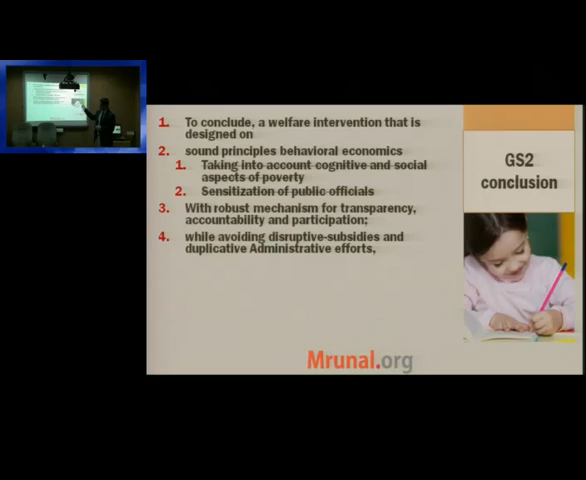 1. To conclude, a welfare intervention that is
designed on
2. sound principles behavioral economics
1. Taking into account cognitive and social
aspects of poverty
2. Sensitization of public officials
3. With robust mechanism for transparency,
accountability and participation;
4. while avoiding disruptive-subsidies and
duplicative Administrative efforts,
GS2
conclusion
Mrunal.org